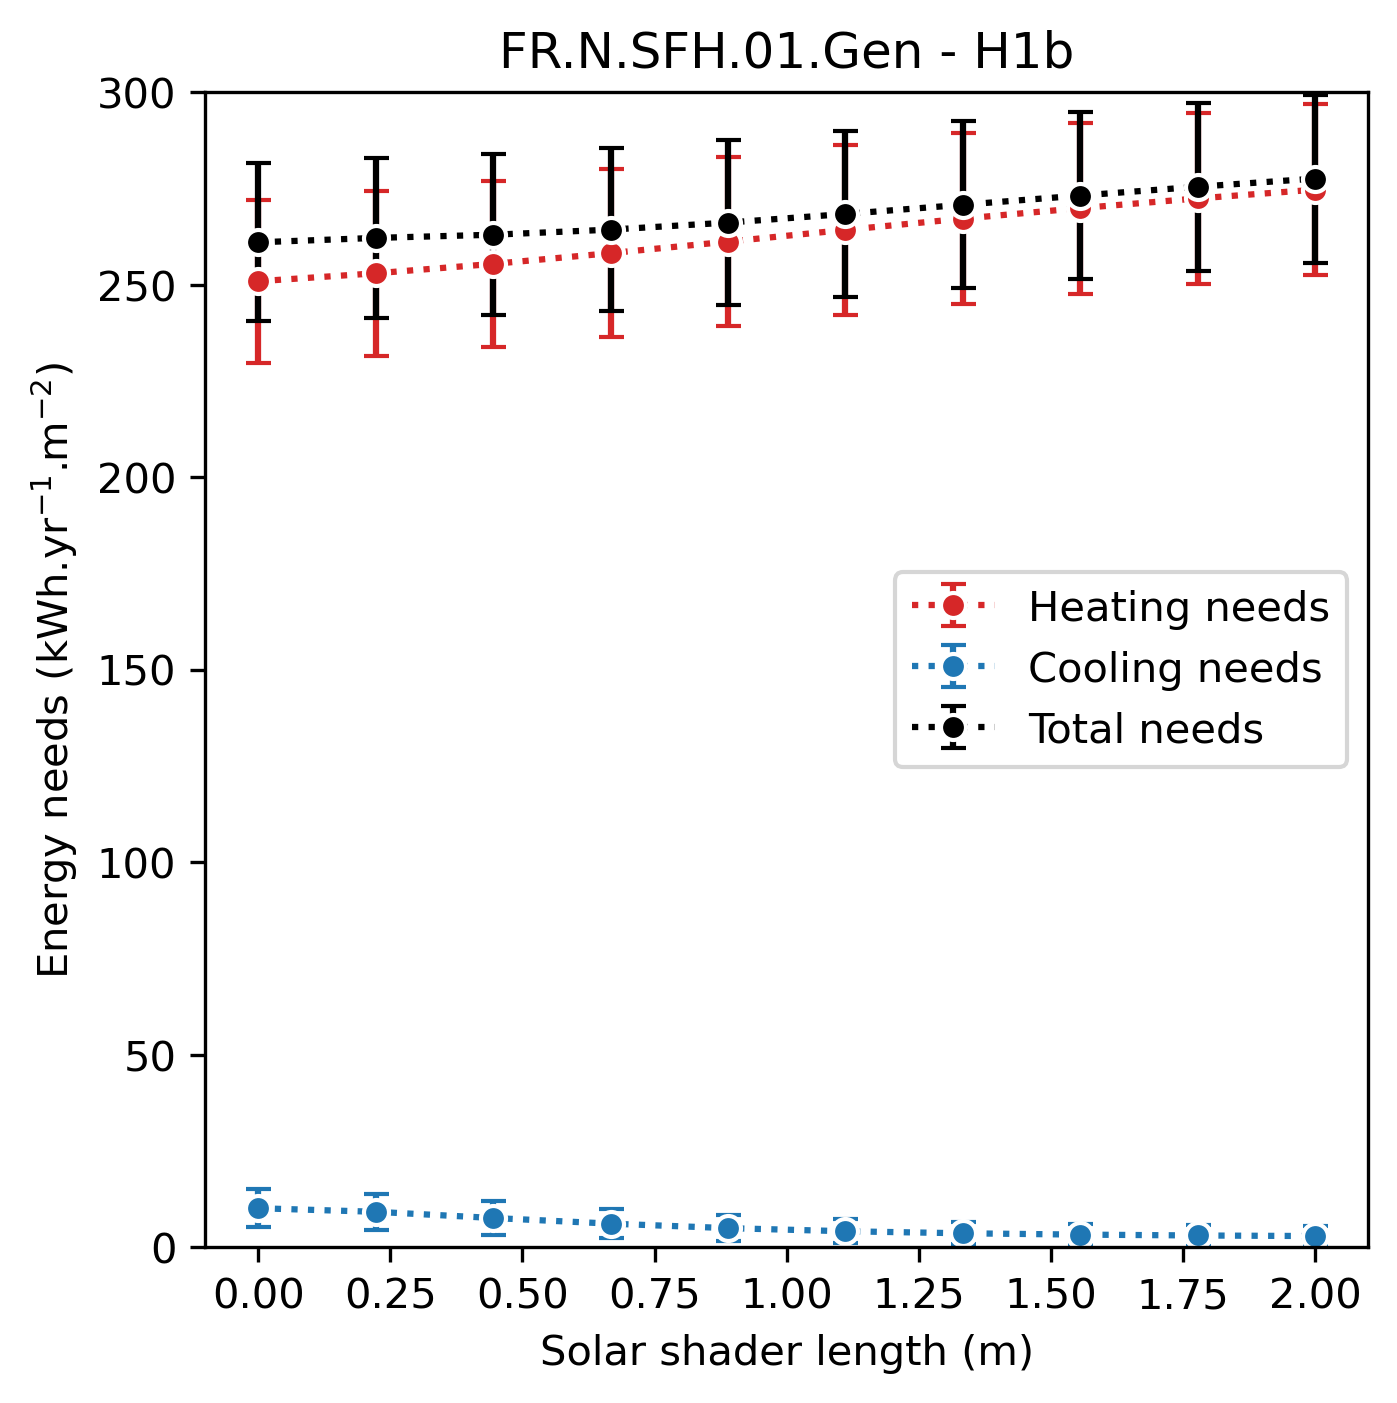 FR.N.SFH.01.Gen - H1b
300
250
200
150
100
50
0
Energy needs (kWh.yr⁻¹.m⁻²)
Heating needs
Cooling needs
Total needs
0.00 0.25 0.50 0.75 1.00 1.25 1.50 1.75 2.00
Solar shader length (m)